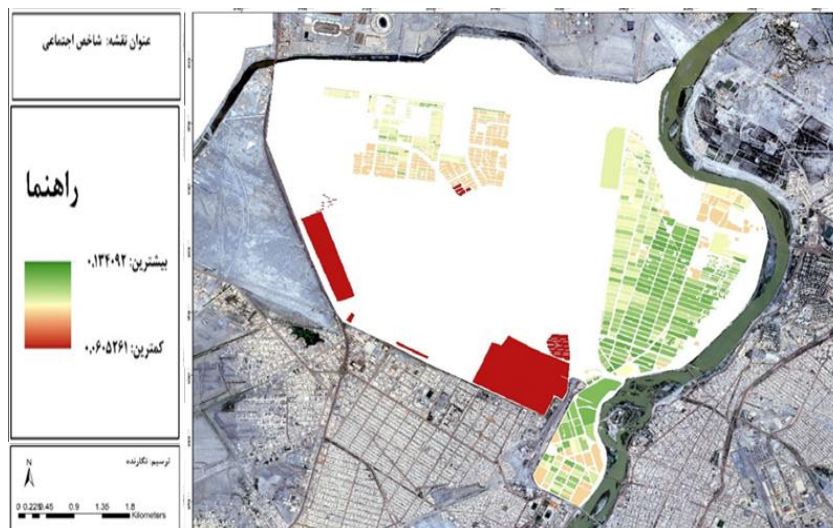 عنوان نقشه: شاخص اجتماعی
راهنما
بیشترین: ۰.۱۳۴۰۹۲
کمترین: ۰.۰۶۰۵۲۶۱
ترسیم: نگارنده
N
0 0.225 0.45 0.9 1.35 1.8
Kilometers